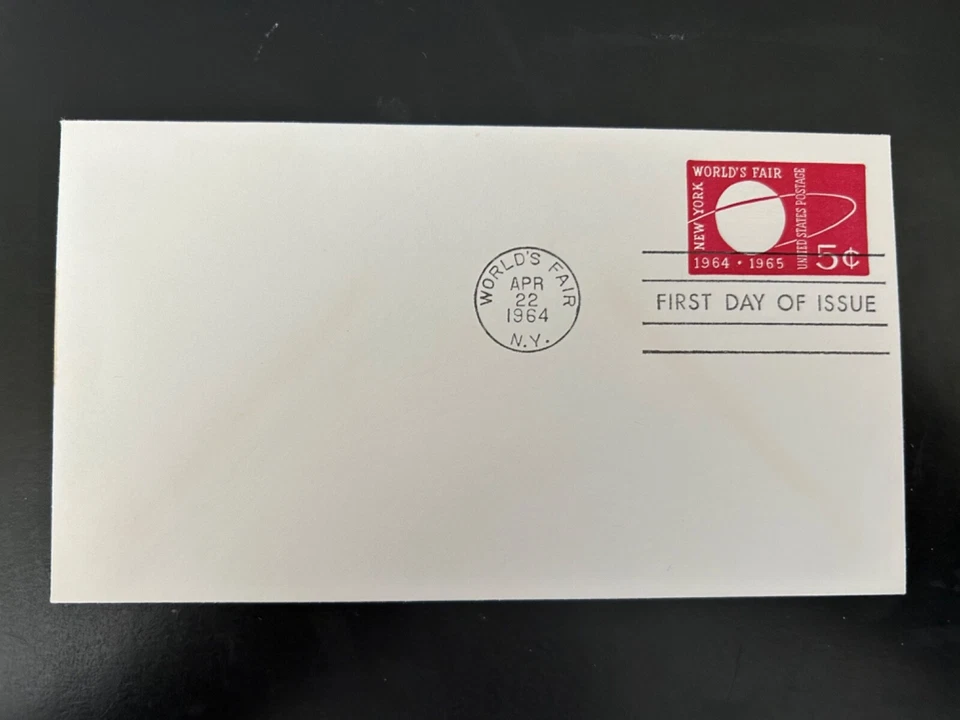 WORLD'S FAIR
NEW YORK
UNITED STATES POSTAGE
1964 • 1965
5¢
WORLD'S FAIR
APR
22
1964
N.Y.
FIRST DAY OF ISSUE